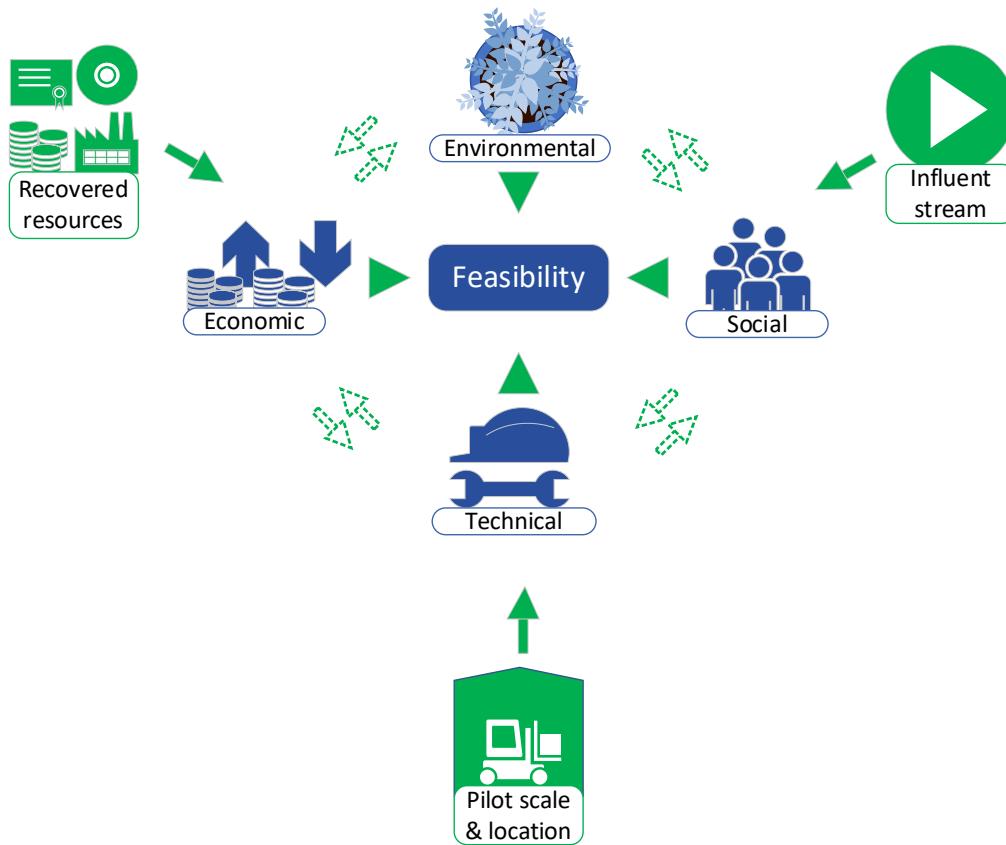 Environmental
Recovered
resources
Influent
stream
Feasibility
Economic
Social
Technical
Pilot scale
& location